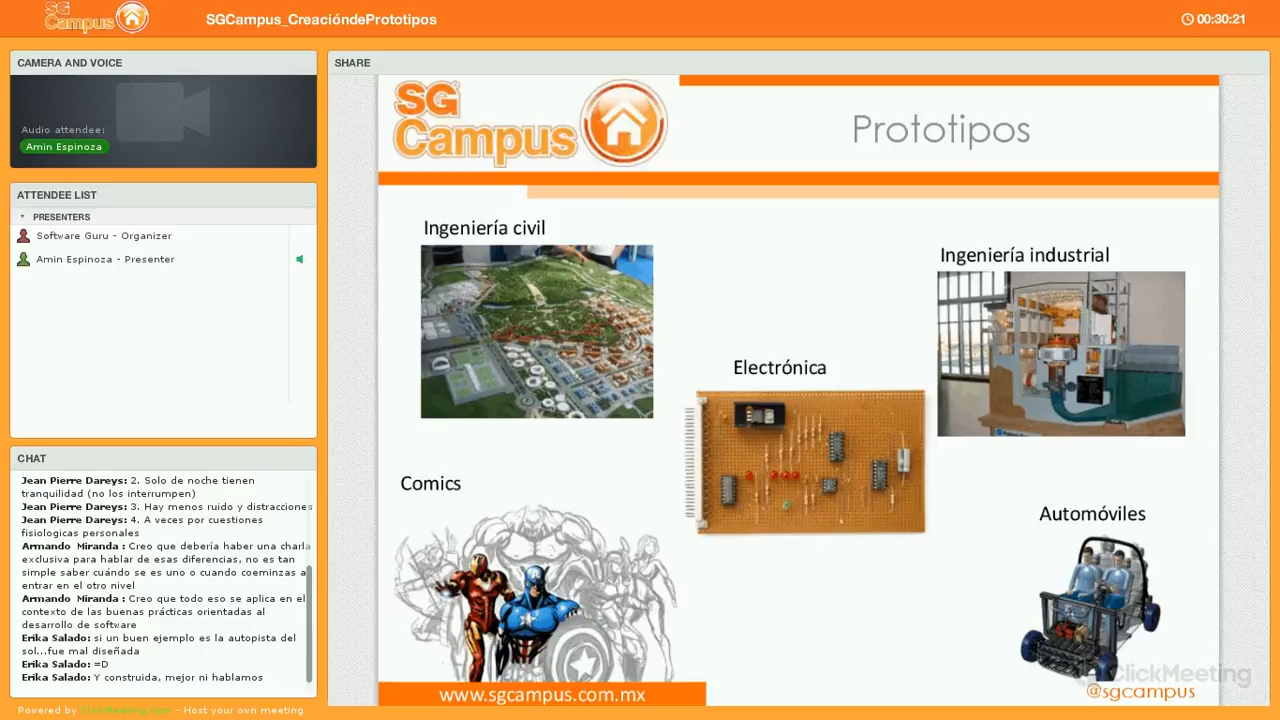 SG Campus
SGCampus_CreacióndePrototipos
00:30:21
CAMERA AND VOICE
Audio attendee:
Amin Espinoza
ATTENDEE LIST
PRESENTERS
Software Guru - Organizer
Amin Espinoza - Presenter
CHAT
Jean Pierre Dareys: 2. Solo de noche tienen
tranquilidad (no los interrumpen)
Jean Pierre Dareys: 3. Hay menos ruido y distracciones
Jean Pierre Dareys: 4. A veces por cuestiones
fisiologicas personales
Armando Miranda : Creo que debería haber una charla
exclusiva para hablar de esas diferencias, no es tan
simple saber cuándo se es uno o cuando coeminzas a
entrar en el otro nivel
Armando Miranda : Creo que todo eso se aplica en el
contexto de las buenas prácticas orientadas al
desarrollo de software
Erika Salado: si un buen ejemplo es la autopista del
sol...fue mal diseñada
Erika Salado: =D
Erika Salado: Y construida, mejor ni hablamos
Powered by ClickMeeting.com - Host your own meeting
SHARE
SG
Campus
Prototipos
Ingeniería civil
Ingeniería industrial
Electrónica
Comics
Automóviles
www.sgcampus.com.mx
ClickMeeting
@sgcampus